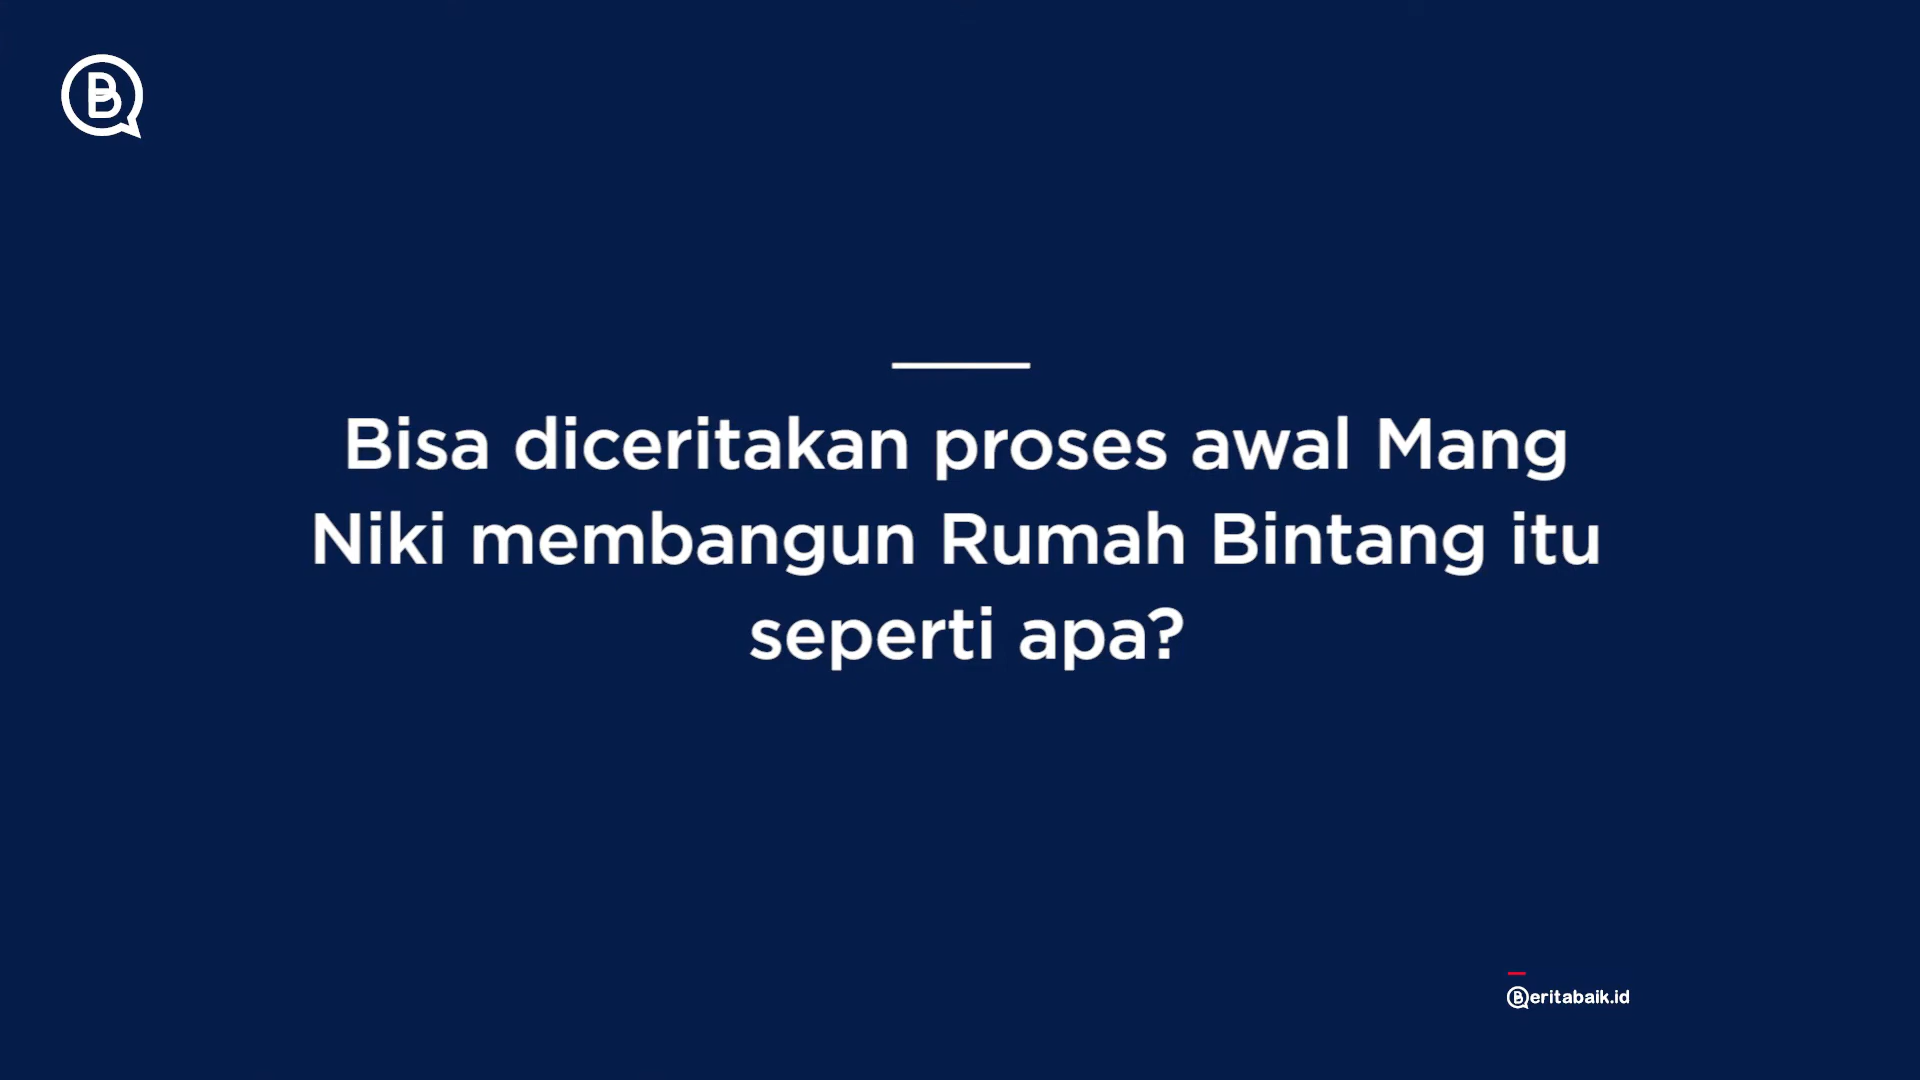 B
Bisa diceritakan proses awal Mang
Niki membangun Rumah Bintang itu
seperti apa?
Beritabaik.id